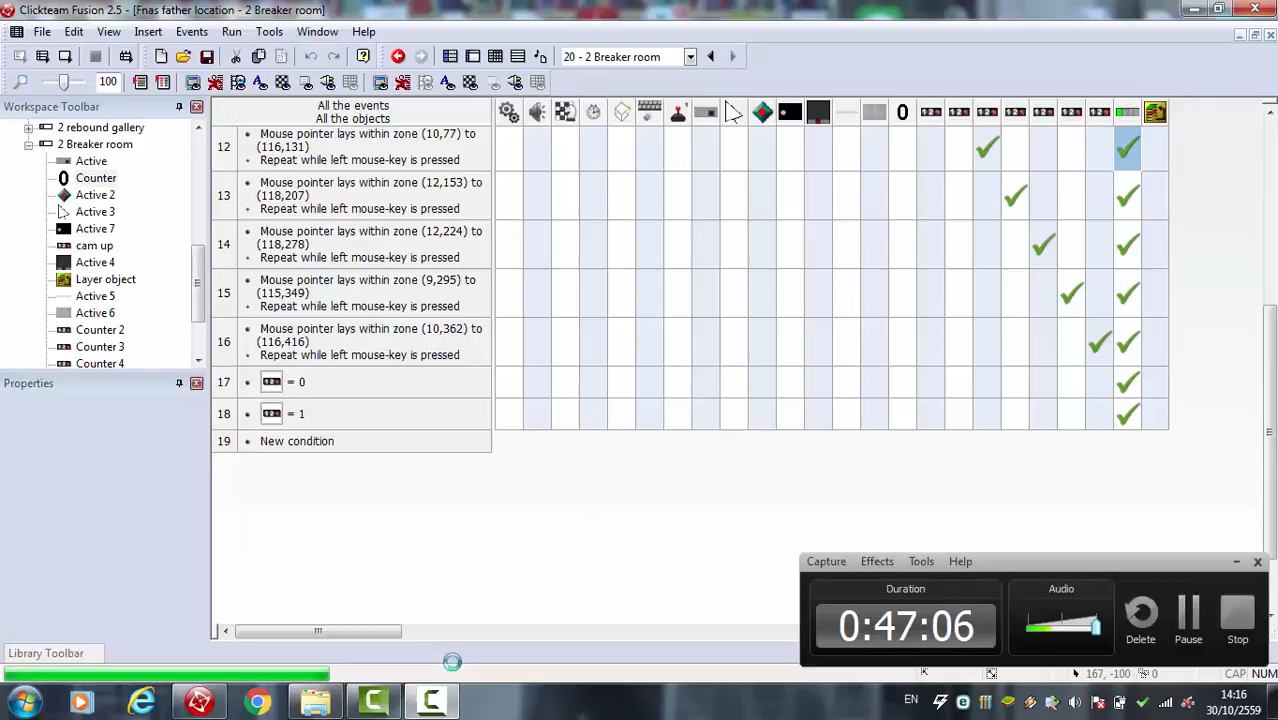 Clickteam Fusion 2.5 - [Fnas father location - 2 Breaker room]
File Edit View Insert Events Run Tools Window Help
20 - 2 Breaker room
100
Workspace Toolbar
2 rebound gallery
2 Breaker room
Active
Counter
Active 2
Active 3
Active 7
cam up
Active 4
Layer object
Active 5
Active 6
Counter 2
Counter 3
Counter 4
Properties
Library Toolbar
All the events
All the objects
12
Mouse pointer lays within zone (10,77) to
(116,131)
Repeat while left mouse-key is pressed
13
Mouse pointer lays within zone (12,153) to
(118,207)
Repeat while left mouse-key is pressed
14
Mouse pointer lays within zone (12,224) to
(118,278)
Repeat while left mouse-key is pressed
15
Mouse pointer lays within zone (9,295) to
(115,349)
Repeat while left mouse-key is pressed
16
Mouse pointer lays within zone (10,362) to
(116,416)
Repeat while left mouse-key is pressed
17 = 0
18 = 1
19 New condition
Capture Effects Tools Help
Duration
0:47:06
Audio
Delete Pause Stop
167, -100 0 CAP NUM
EN
14:16
30/10/2559